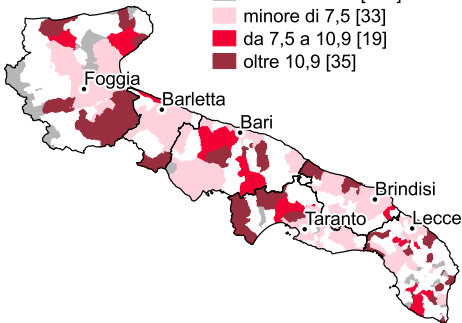 minore di 7,5 [33]
da 7,5 a 10,9 [19]
oltre 10,9 [35]
Foggia
Barletta
Bari
Brindisi
Taranto
Lecce